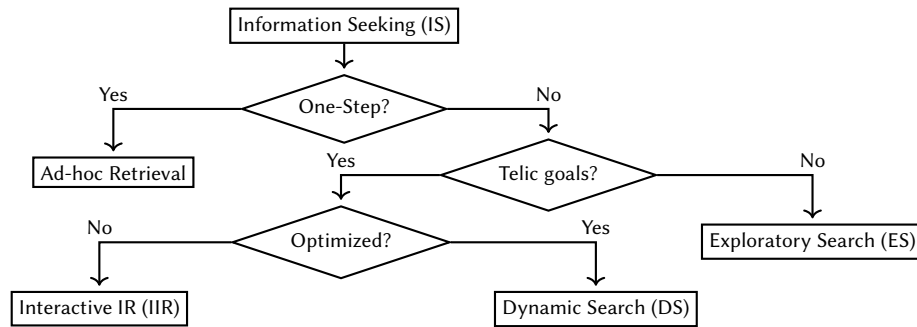 Information Seeking (IS)
Yes
One-Step?
No
Ad-hoc Retrieval
Yes
Telic goals?
No
No
Optimized?
Yes
Exploratory Search (ES)
Interactive IR (IIR)
Dynamic Search (DS)